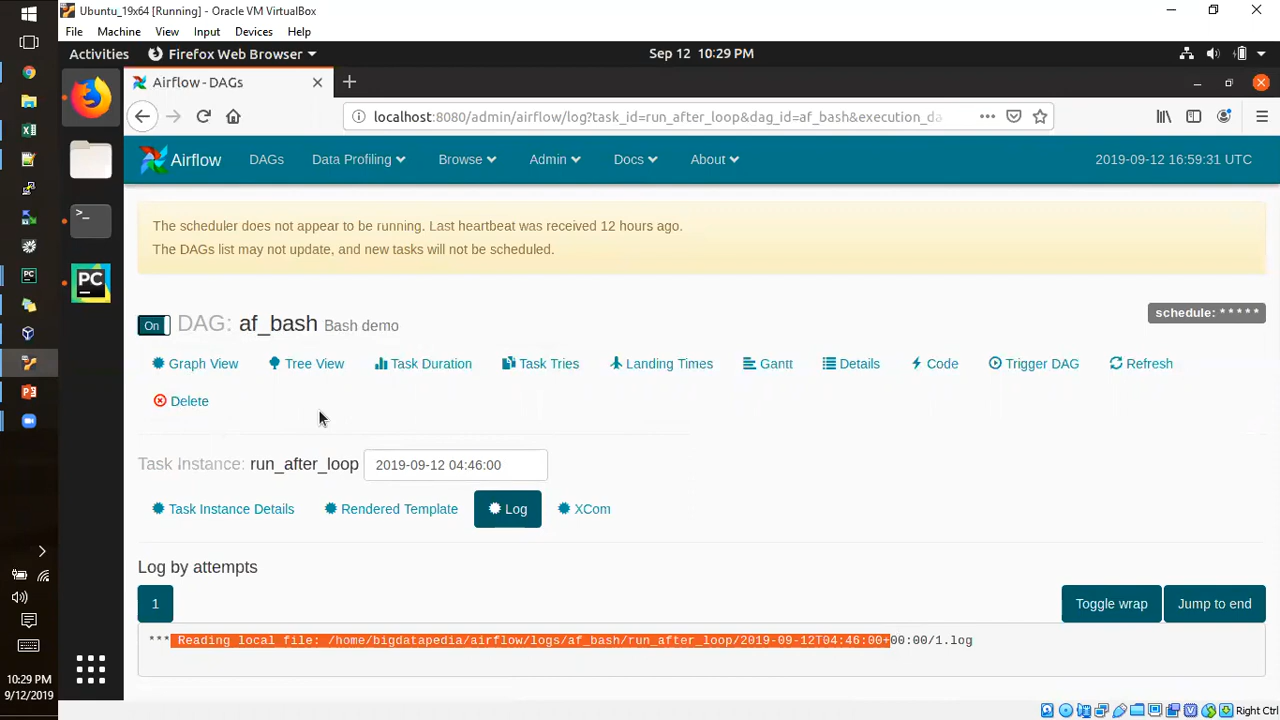 Ubuntu_19x64 [Running] - Oracle VM VirtualBox
File Machine View Input Devices Help
Activities Firefox Web Browser Sep 12 10:29 PM
Airflow - DAGs
localhost:8080/admin/airflow/log?task_id=run_after_loop&dag_id=af_bash&execution_da
Airflow DAGs Data Profiling Browse Admin Docs About 2019-09-12 16:59:31 UTC
The scheduler does not appear to be running. Last heartbeat was received 12 hours ago.
The DAGs list may not update, and new tasks will not be scheduled.
On DAG: af_bash Bash demo schedule: * * * * *
Graph View Tree View Task Duration Task Tries Landing Times Gantt Details Code Trigger DAG Refresh
Delete
Task Instance: run_after_loop 2019-09-12 04:46:00
Task Instance Details Rendered Template Log XCom
Log by attempts
1 Toggle wrap Jump to end
*** Reading local file: /home/bigdatapedia/airflow/logs/af_bash/run_after_loop/2019-09-12T04:46:00+00:00/1.log
10:29 PM
9/12/2019
Right Ctrl